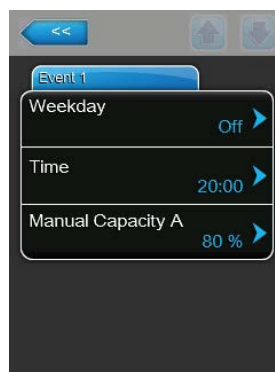 <<
Event 1
Weekday
Off
Time
20:00
Manual Capacity A
80 %